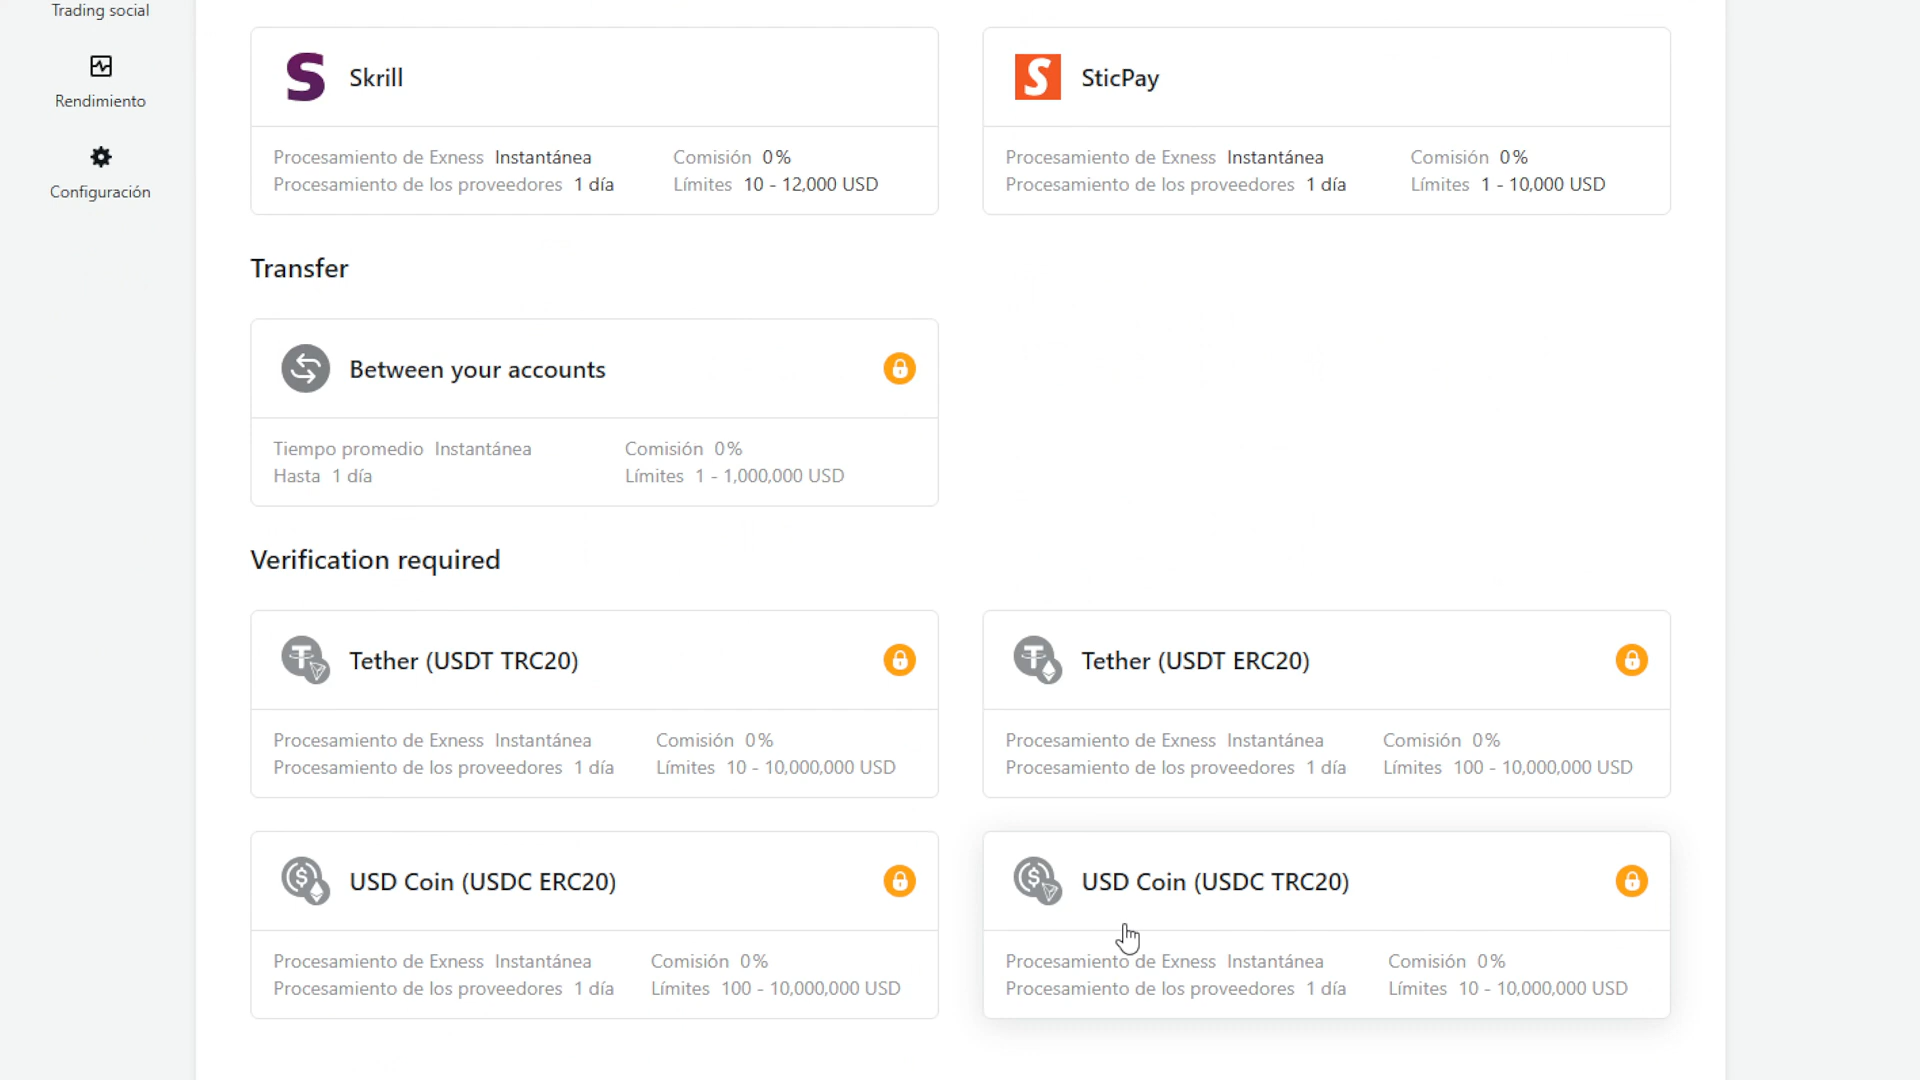 Trading social
Rendimiento
Configuración
Skrill
Procesamiento de Exness Instantánea Comisión 0%
Procesamiento de los proveedores 1 día Límites 10 - 12,000 USD
SticPay
Procesamiento de Exness Instantánea Comisión 0%
Procesamiento de los proveedores 1 día Límites 1 - 10,000 USD
Transfer
Between your accounts
Tiempo promedio Instantánea Comisión 0%
Hasta 1 día Límites 1 - 1,000,000 USD
Verification required
Tether (USDT TRC20)
Procesamiento de Exness Instantánea Comisión 0%
Procesamiento de los proveedores 1 día Límites 10 - 10,000,000 USD
Tether (USDT ERC20)
Procesamiento de Exness Instantánea Comisión 0%
Procesamiento de los proveedores 1 día Límites 100 - 10,000,000 USD
USD Coin (USDC ERC20)
Procesamiento de Exness Instantánea Comisión 0%
Procesamiento de los proveedores 1 día Límites 100 - 10,000,000 USD
USD Coin (USDC TRC20)
Procesamiento de Exness Instantánea Comisión 0%
Procesamiento de los proveedores 1 día Límites 10 - 10,000,000 USD